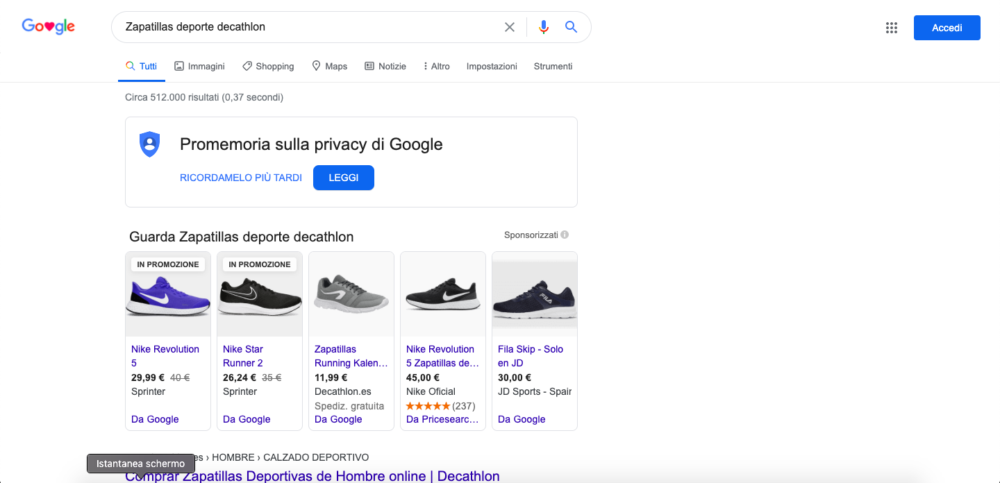 Go❤gle
Zapatillas deporte decathlon
Accedi
Tutti
Immagini
Shopping
Maps
Notizie
Altro
Impostazioni
Strumenti
Circa 512.000 risultati (0,37 secondi)
Promemoria sulla privacy di Google
RICORDAMELO PIÙ TARDI
LEGGI
Guarda Zapatillas deporte decathlon
Sponsorizzati
IN PROMOZIONE
Nike Revolution
5
29,99 € 40 €
Sprinter
Da Google
IN PROMOZIONE
Nike Star
Runner 2
26,24 € 35 €
Sprinter
Da Google
Zapatillas
Running Kalen…
11,99 €
Decathlon.es
Spediz. gratuita
Da Google
Nike Revolution
5 Zapatillas de…
45,00 €
Nike Oficial
★★★★★(237)
Da Pricesearc…
FILA
Fila Skip - Solo
en JD
30,00 €
JD Sports - Spain
Da Google
es › HOMBRE › CALZADO DEPORTIVO
Istantanea schermo
Comprar Zapatillas Deportivas de Hombre online | Decathlon